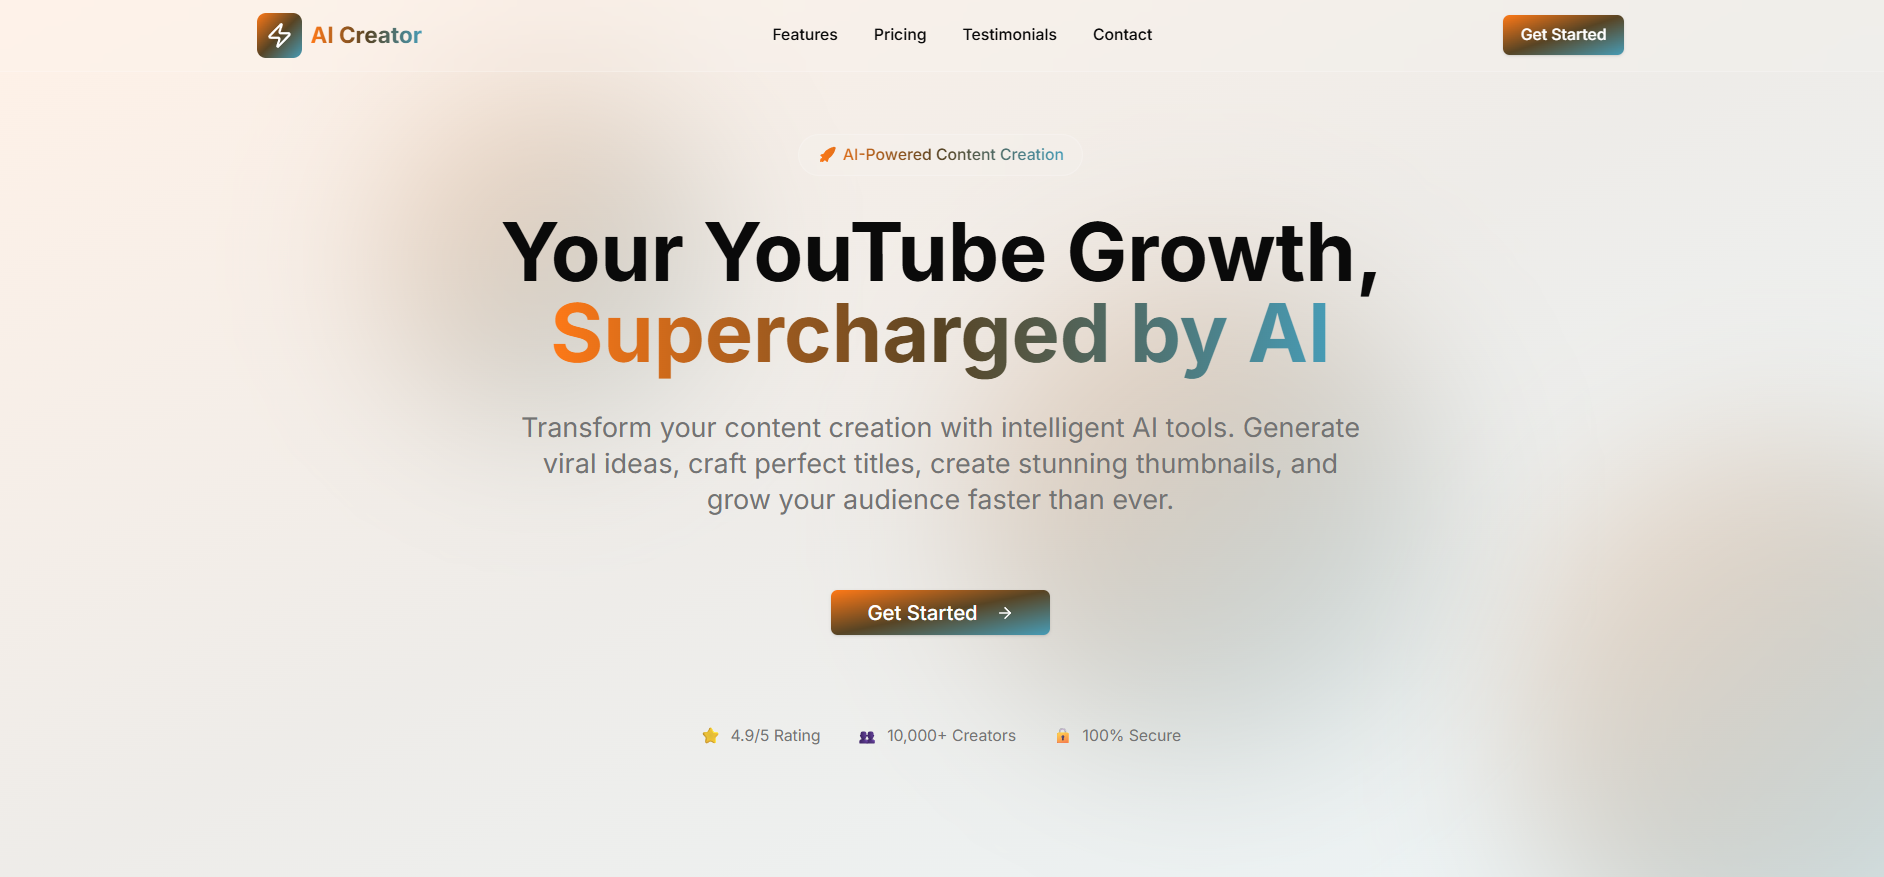 AI Creator
Features
Pricing
Testimonials
Contact
Get Started
AI-Powered Content Creation
Your YouTube Growth,
Supercharged by AI
Transform your content creation with intelligent AI tools. Generate
viral ideas, craft perfect titles, create stunning thumbnails, and
grow your audience faster than ever.
Get Started
4.9/5 Rating
10,000+ Creators
100% Secure